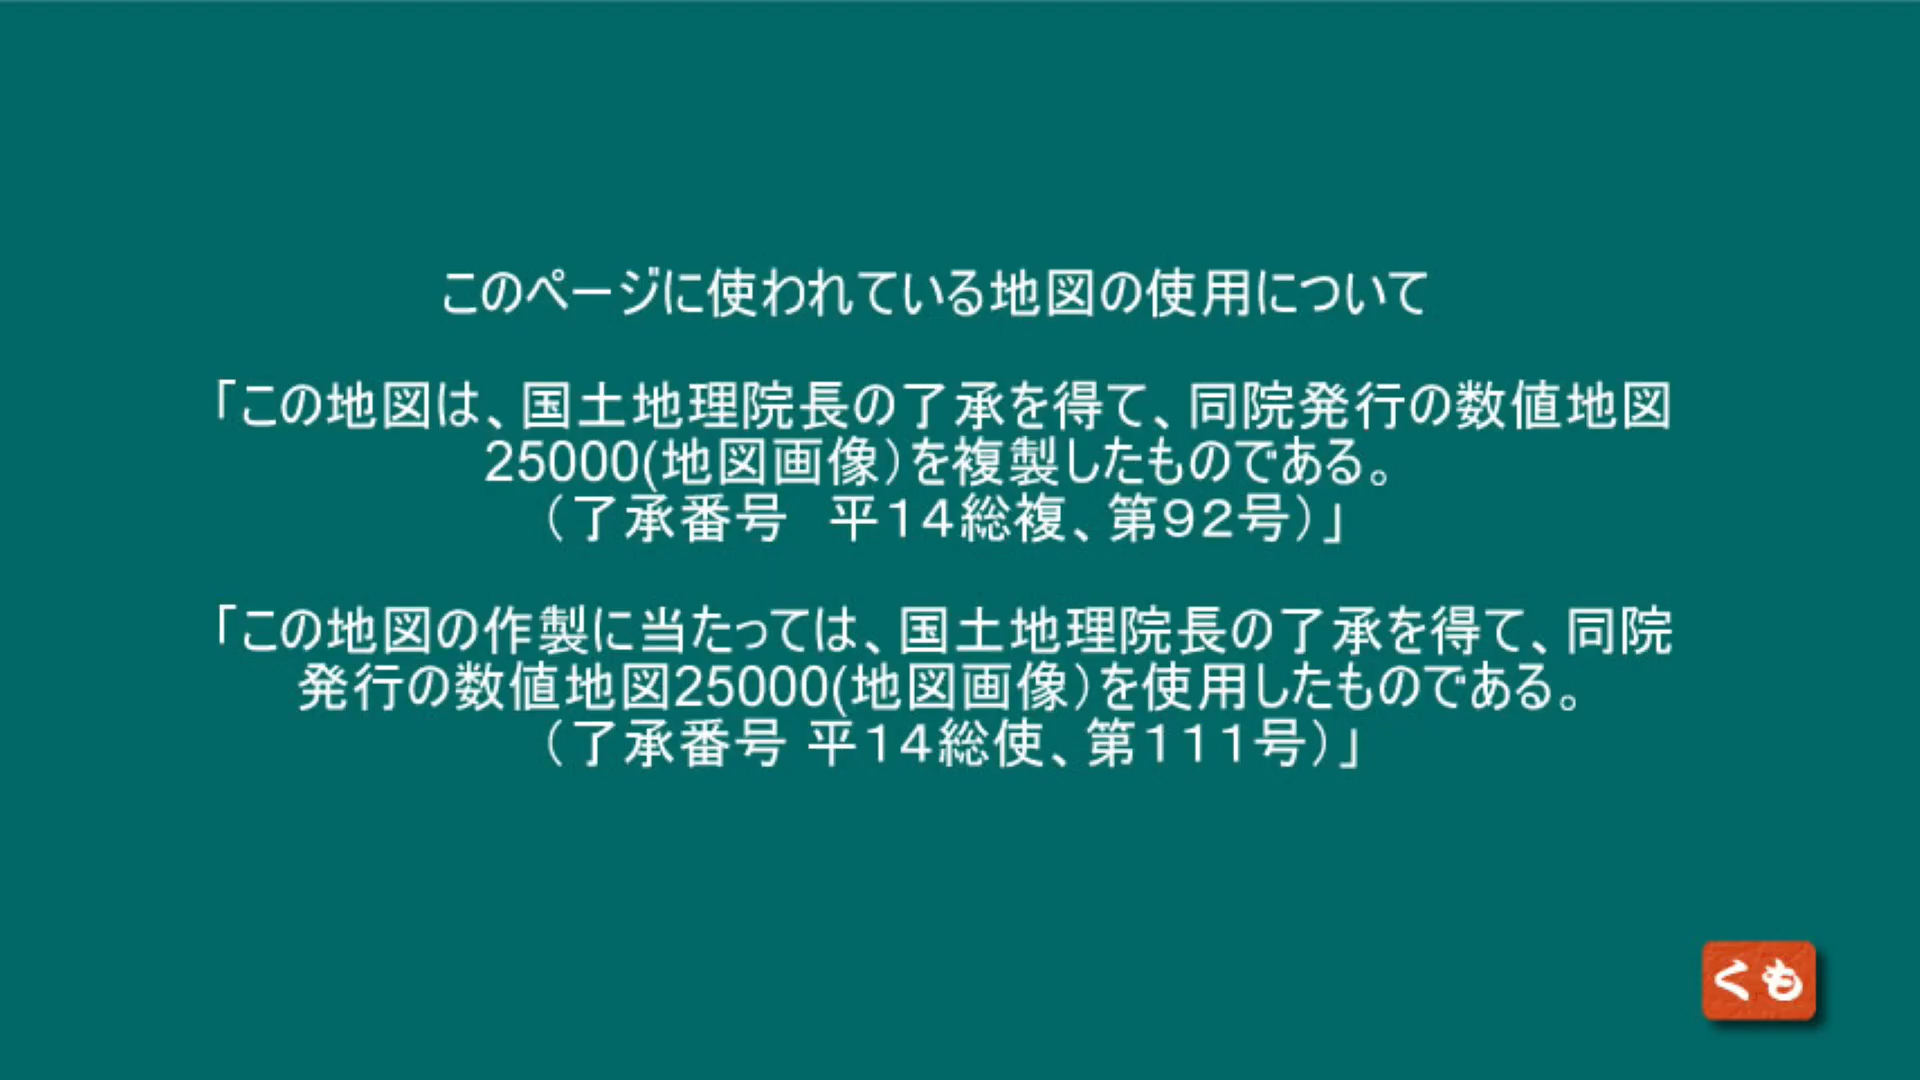 このページに使われている地図の使用について
「この地図は、国土地理院長の了承を得て、同院発行の数値地図
25000(地図画像）を複製したものである。
（了承番号　平１４総複、第９２号）」
「この地図の作製に当たっては、国土地理院長の了承を得て、同院
発行の数値地図25000(地図画像）を使用したものである。
（了承番号 平１４総使、第１１１号）」
くも